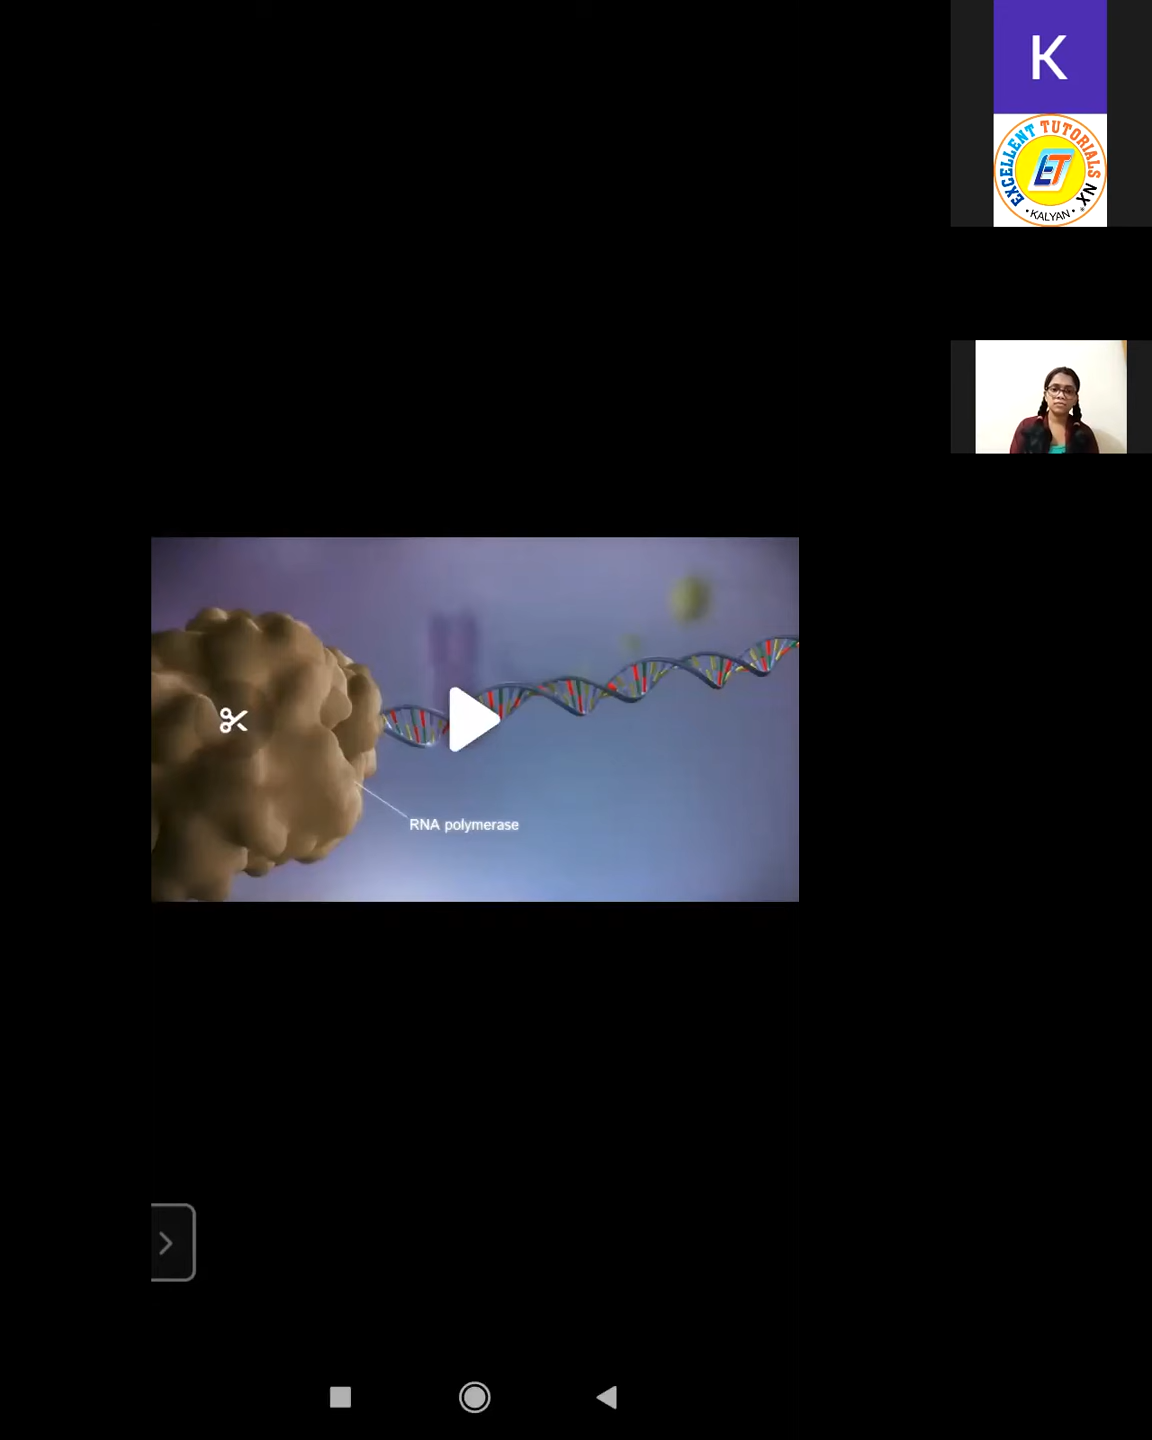 K
EXCELLENT TUTORIALS NX
ET
• KALYAN •
RNA polymerase